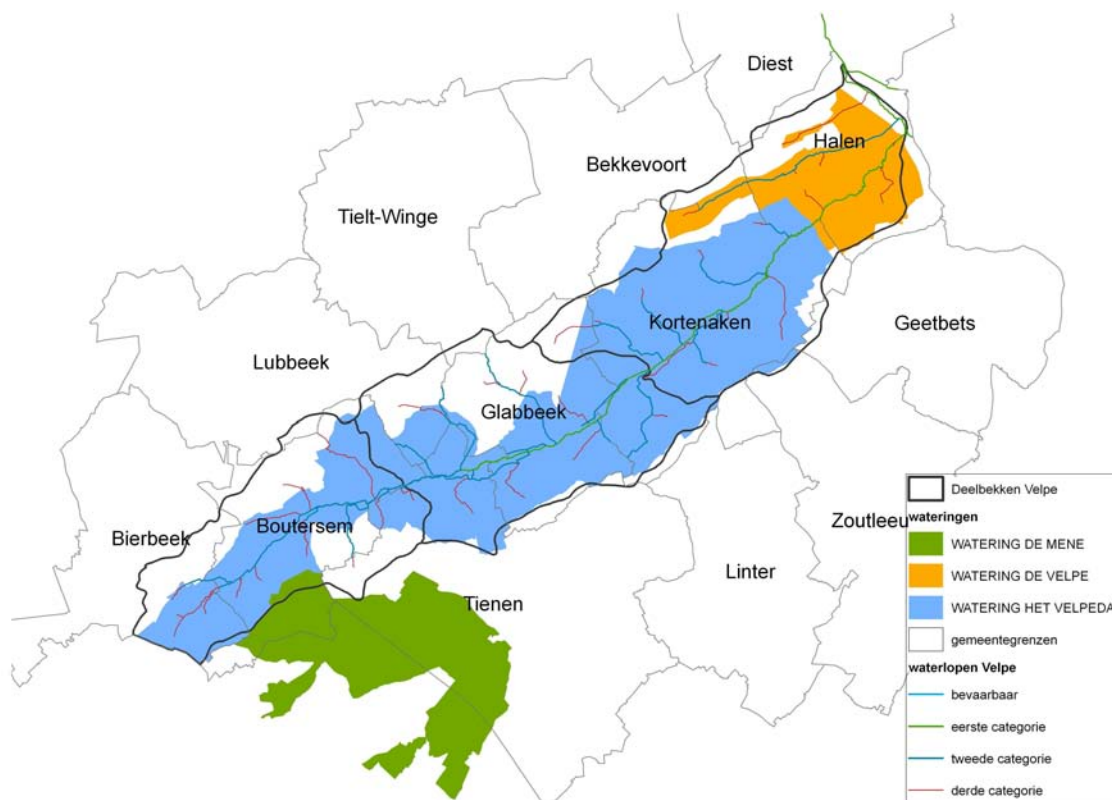 Diest
Halen
Bekkevoort
Tielt-Winge
Kortenaken
Geetbets
Lubbeek
Glabbeek
Zoutleeu
Boutersem
Bierbeek
Linter
Tienen
Deelbekken Velpe
wateringen
WATERING DE MENE
WATERING DE VELPE
WATERING HET VELPEDA
gemeentegrenzen
waterlopen Velpe
bevaarbaar
eerste categorie
tweede categorie
derde categorie